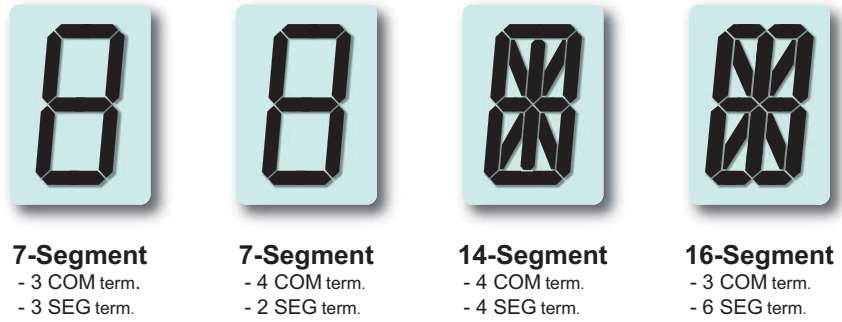 7-Segment
- 3 COM term.
- 3 SEG term.
7-Segment
- 4 COM term.
- 2 SEG term.
14-Segment
- 4 COM term.
- 4 SEG term.
16-Segment
- 3 COM term.
- 6 SEG term.